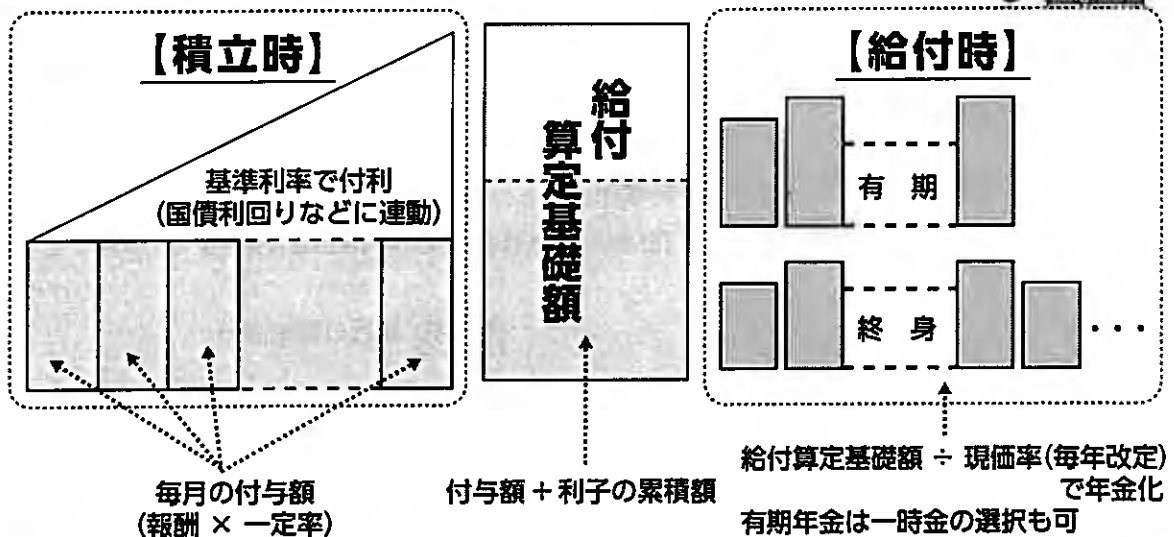 【積立時】
基準利率で付利
(国債利回りなどに連動)
毎月の付与額
(報酬 × 一定率)
給付
算定基礎額
付与額+利子の累積額
【給付時】
有 期
終 身
・・・
給付算定基礎額 ÷ 現価率(毎年改定)
で年金化
有期年金は一時金の選択も可